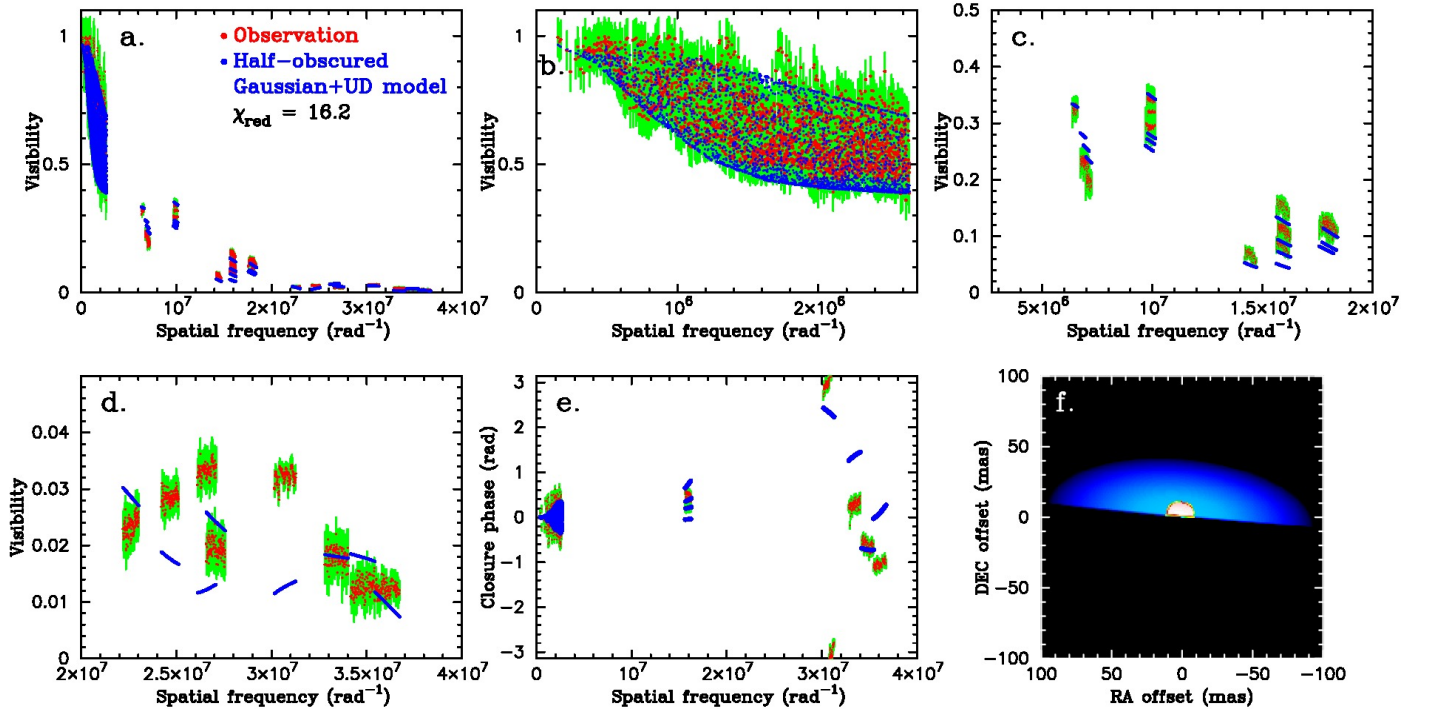 a.
• Observation
• Half-obscured
Gaussian+UD model
χred = 16.2
1
0.5
0
Visibility
0 10⁷ 2×10⁷ 3×10⁷ 4×10⁷
Spatial frequency (rad⁻¹)
b.
1
0.5
0
Visibility
0 10⁶ 2×10⁶
Spatial frequency (rad⁻¹)
c.
0.5
0.4
0.3
0.2
0.1
0
Visibility
5×10⁶ 10⁷ 1.5×10⁷ 2×10⁷
Spatial frequency (rad⁻¹)
d.
0.04
0.03
0.02
0.01
0
Visibility
2×10⁷ 2.5×10⁷ 3×10⁷ 3.5×10⁷ 4×10⁷
Spatial frequency (rad⁻¹)
e.
3
2
1
0
−1
−2
−3
Closure phase (rad)
0 10⁷ 2×10⁷ 3×10⁷ 4×10⁷
Spatial frequency (rad⁻¹)
f.
100
50
0
−50
−100
DEC offset (mas)
100 50 0 −50 −100
RA offset (mas)